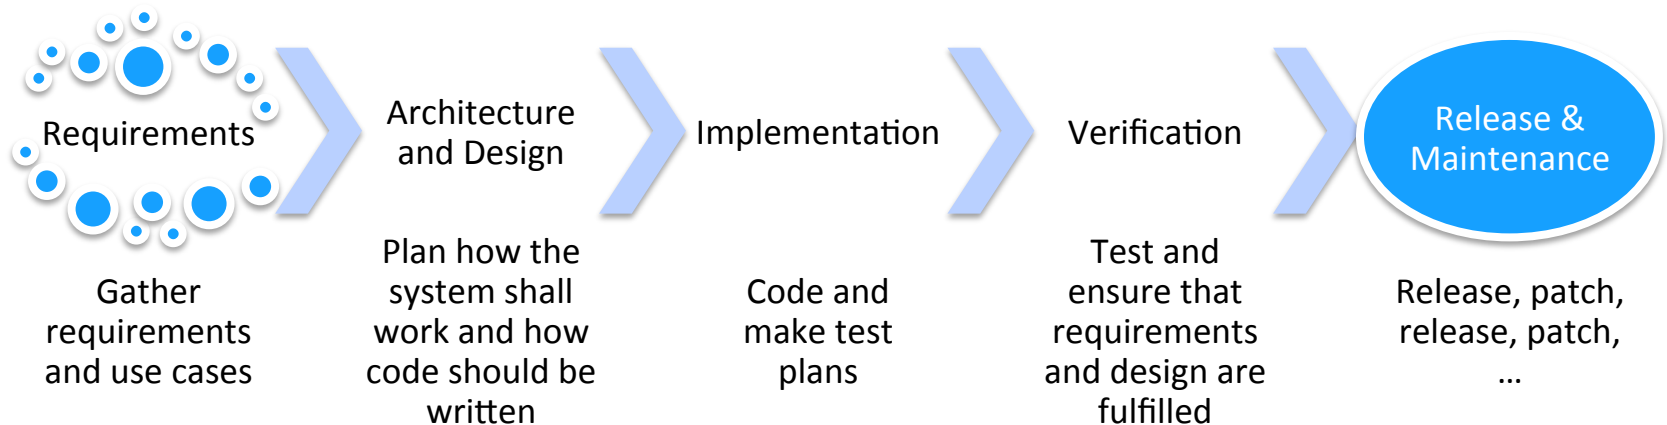 Requirements
Architecture
and Design
Implementation
Verification
Release &
Maintenance
Gather
requirements
and use cases
Plan how the
system shall
work and how
code should be
written
Code and
make test
plans
Test and
ensure that
requirements
and design are
fulfilled
Release, patch,
release, patch,
…